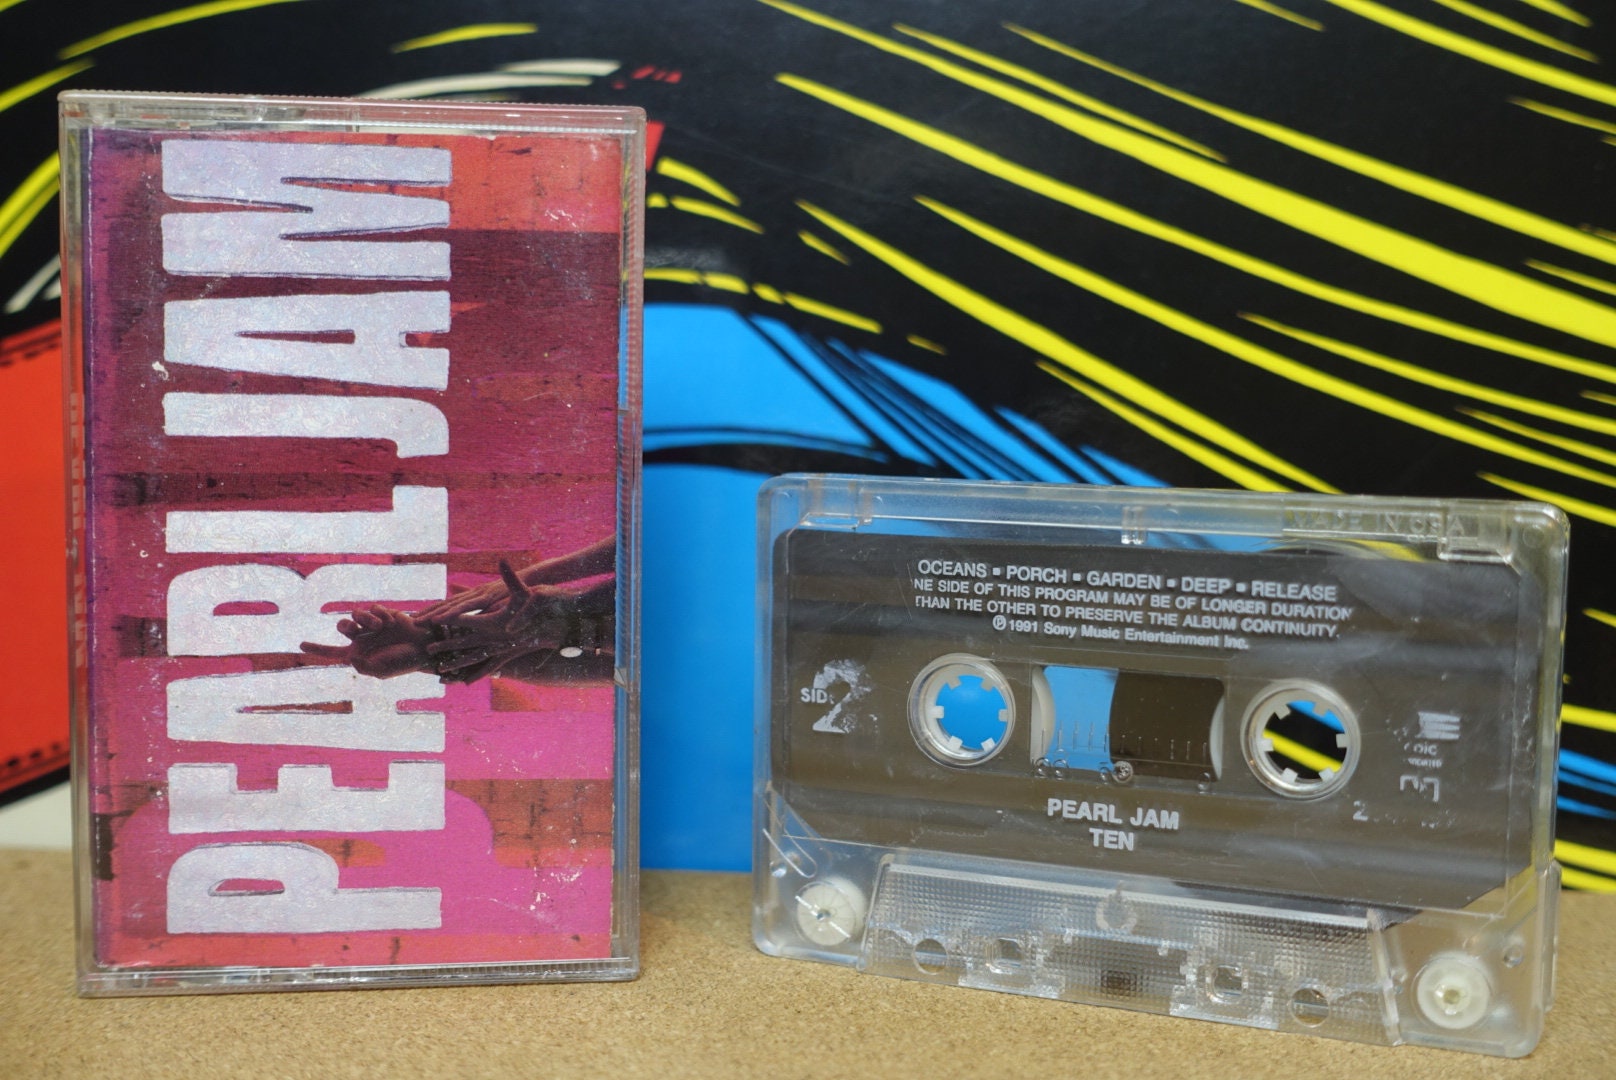 PEARL JAM
MADE IN USA
OCEANS ▪ PORCH ▪ GARDEN ▪ DEEP ▪ RELEASE
NE SIDE OF THIS PROGRAM MAY BE OF LONGER DURATION
THAN THE OTHER TO PRESERVE THE ALBUM CONTINUITY.
℗ 1991 Sony Music Entertainment Inc.
SID
2
PEARL JAM
TEN